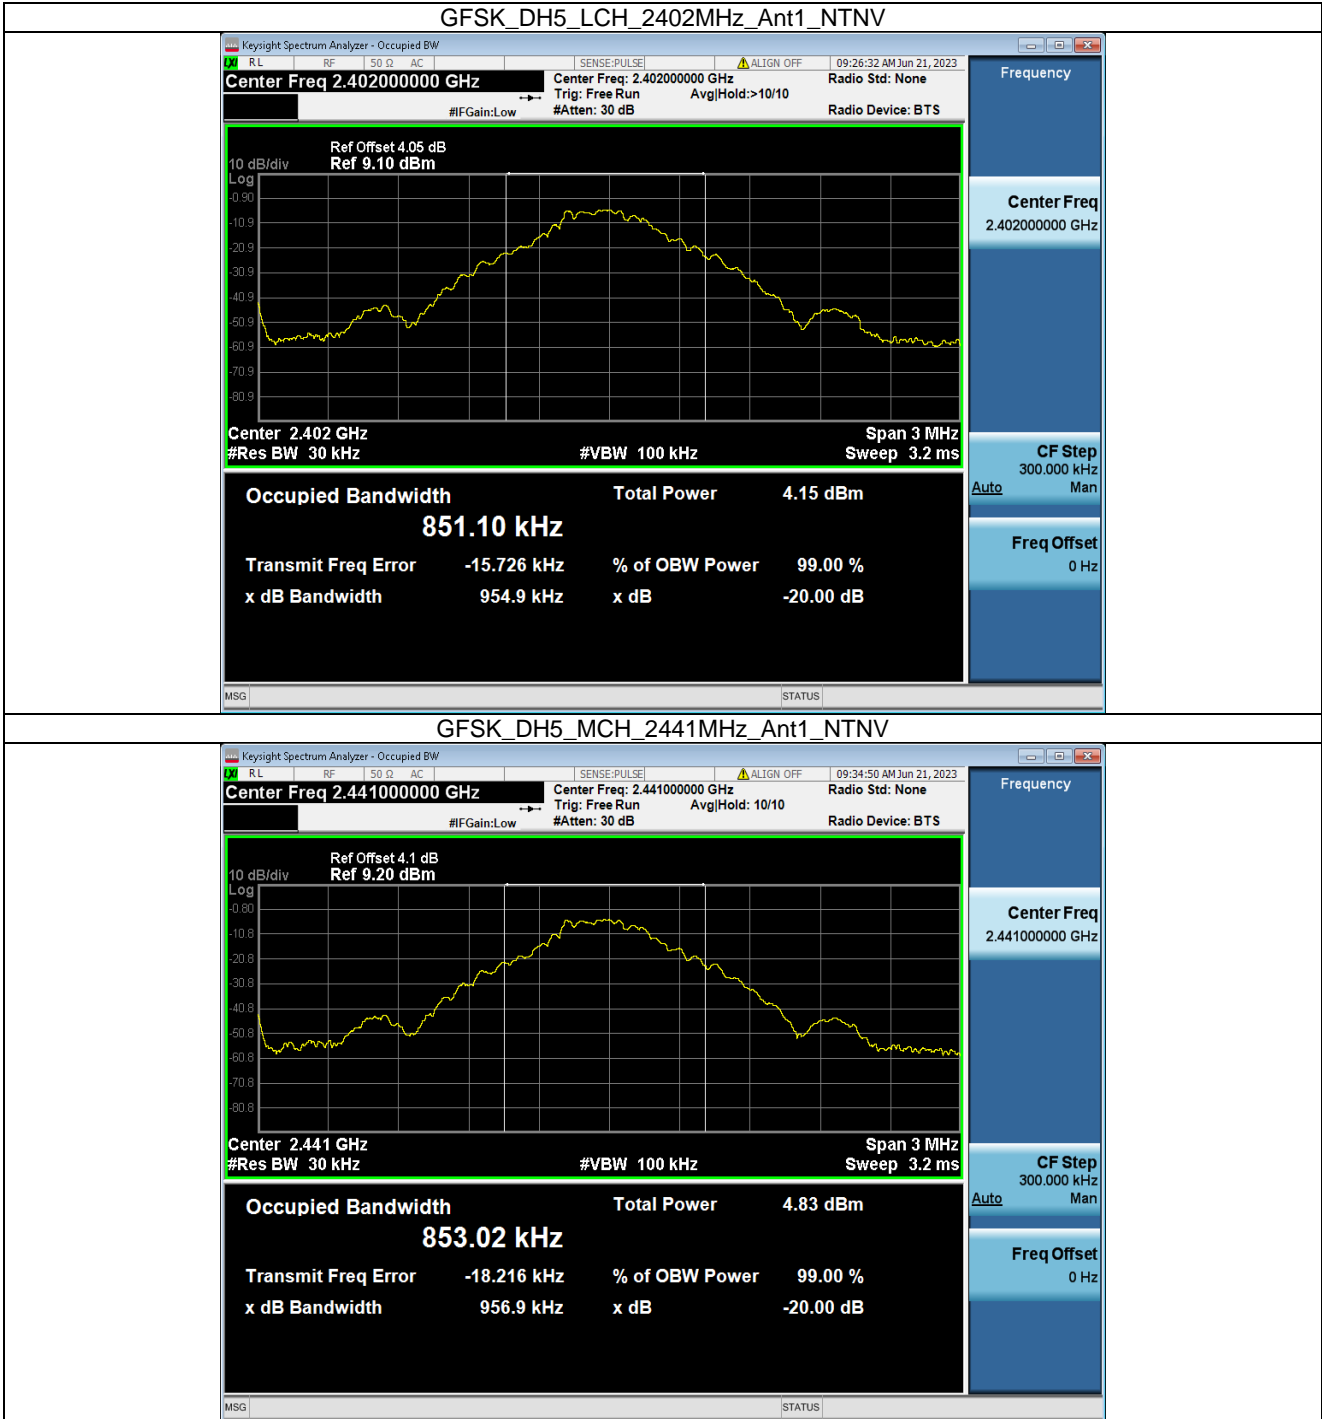 GFSK_DH5_LCH_2402MHz_Ant1_NTNV
Keysight Spectrum Analyzer - Occupied BW
LXI RL RF 50 Ω AC SENSE:PULSE ALIGN OFF 09:26:32 AM Jun 21, 2023
Center Freq 2.402000000 GHz
Center Freq: 2.402000000 GHz
Radio Std: None
Trig: Free Run Avg|Hold:>10/10
#IFGain:Low
#Atten: 30 dB
Radio Device: BTS
Frequency
Ref Offset 4.05 dB
10 dB/div Ref 9.10 dBm
Log
-0.90
-10.9
-20.9
-30.9
-40.9
-50.9
-60.9
-70.9
-80.9
Center Freq
2.402000000 GHz
Center 2.402 GHz Span 3 MHz
#Res BW 30 kHz #VBW 100 kHz Sweep 3.2 ms
CF Step
300.000 kHz
Auto Man
Freq Offset
0 Hz
Occupied Bandwidth Total Power 4.15 dBm
851.10 kHz
Transmit Freq Error -15.726 kHz % of OBW Power 99.00 %
x dB Bandwidth 954.9 kHz x dB -20.00 dB
MSG STATUS
GFSK_DH5_MCH_2441MHz_Ant1_NTNV
Keysight Spectrum Analyzer - Occupied BW
LXI RL RF 50 Ω AC SENSE:PULSE ALIGN OFF 09:34:50 AM Jun 21, 2023
Center Freq 2.441000000 GHz
Center Freq: 2.441000000 GHz
Radio Std: None
Trig: Free Run Avg|Hold: 10/10
#IFGain:Low
#Atten: 30 dB
Radio Device: BTS
Frequency
Ref Offset 4.1 dB
10 dB/div Ref 9.20 dBm
Log
-0.80
-10.8
-20.8
-30.8
-40.8
-50.8
-60.8
-70.8
-80.8
Center Freq
2.441000000 GHz
Center 2.441 GHz Span 3 MHz
#Res BW 30 kHz #VBW 100 kHz Sweep 3.2 ms
CF Step
300.000 kHz
Auto Man
Freq Offset
0 Hz
Occupied Bandwidth Total Power 4.83 dBm
853.02 kHz
Transmit Freq Error -18.216 kHz % of OBW Power 99.00 %
x dB Bandwidth 956.9 kHz x dB -20.00 dB
MSG STATUS